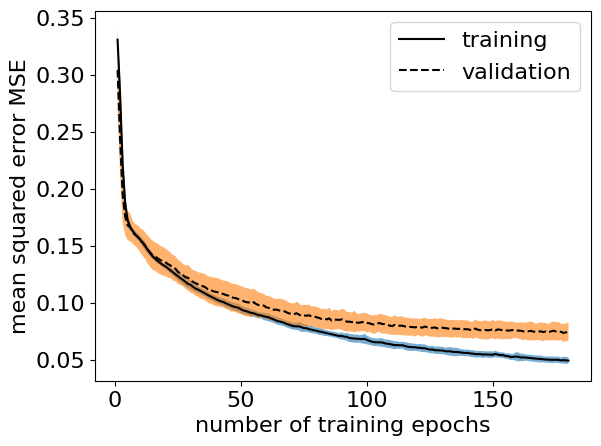 0.35
0.30
0.25
0.20
0.15
0.10
0.05
mean squared error MSE
training
validation
0
50
100
150
number of training epochs